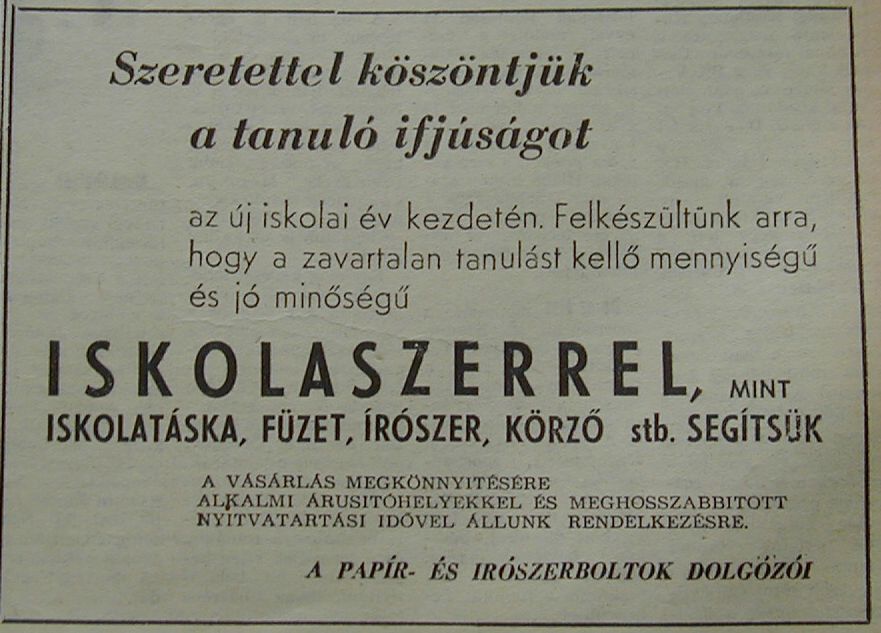 Szeretettel köszöntjük
a tanuló ifjúságot
az új iskolai év kezdetén. Felkészültünk arra,
hogy a zavartalan tanulást kellő mennyiségű
és jó minőségű
ISKOLASZERREL, MINT
ISKOLATÁSKA, FÜZET, ÍRÓSZER, KÖRZŐ stb. SEGÍTSÜK
A VÁSÁRLÁS MEGKÖNNYITÉSÉRE
ALKALMI ÁRUSITÓHELYEKKEL ÉS MEGHOSSZABBITOTT
NYITVATARTÁSI IDŐVEL ÁLLUNK RENDELKEZÉSRE.
A PAPÍR- ÉS IRÓSZERBOLTOK DOLGOZÓI